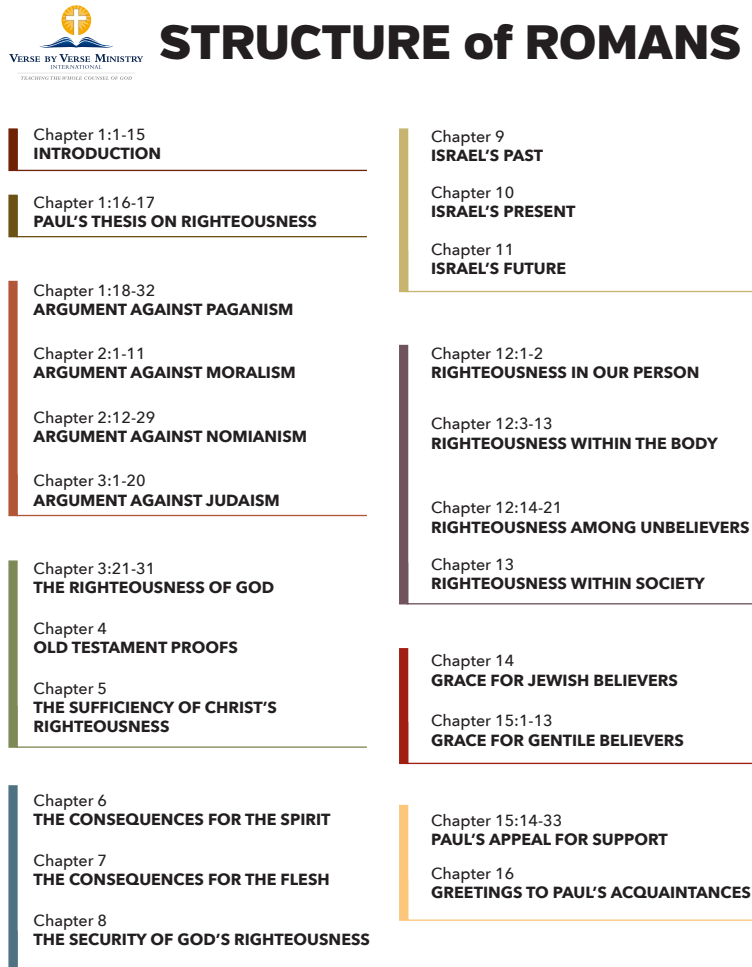 VERSE BY VERSE MINISTRY
INTERNATIONAL
TEACHING THE WHOLE COUNSEL OF GOD
STRUCTURE of ROMANS
Chapter 1:1-15
INTRODUCTION
Chapter 1:16-17
PAUL'S THESIS ON RIGHTEOUSNESS
Chapter 1:18-32
ARGUMENT AGAINST PAGANISM
Chapter 2:1-11
ARGUMENT AGAINST MORALISM
Chapter 2:12-29
ARGUMENT AGAINST NOMIANISM
Chapter 3:1-20
ARGUMENT AGAINST JUDAISM
Chapter 3:21-31
THE RIGHTEOUSNESS OF GOD
Chapter 4
OLD TESTAMENT PROOFS
Chapter 5
THE SUFFICIENCY OF CHRIST'S
RIGHTEOUSNESS
Chapter 6
THE CONSEQUENCES FOR THE SPIRIT
Chapter 7
THE CONSEQUENCES FOR THE FLESH
Chapter 8
THE SECURITY OF GOD'S RIGHTEOUSNESS
Chapter 9
ISRAEL'S PAST
Chapter 10
ISRAEL'S PRESENT
Chapter 11
ISRAEL'S FUTURE
Chapter 12:1-2
RIGHTEOUSNESS IN OUR PERSON
Chapter 12:3-13
RIGHTEOUSNESS WITHIN THE BODY
Chapter 12:14-21
RIGHTEOUSNESS AMONG UNBELIEVERS
Chapter 13
RIGHTEOUSNESS WITHIN SOCIETY
Chapter 14
GRACE FOR JEWISH BELIEVERS
Chapter 15:1-13
GRACE FOR GENTILE BELIEVERS
Chapter 15:14-33
PAUL'S APPEAL FOR SUPPORT
Chapter 16
GREETINGS TO PAUL'S ACQUAINTANCES